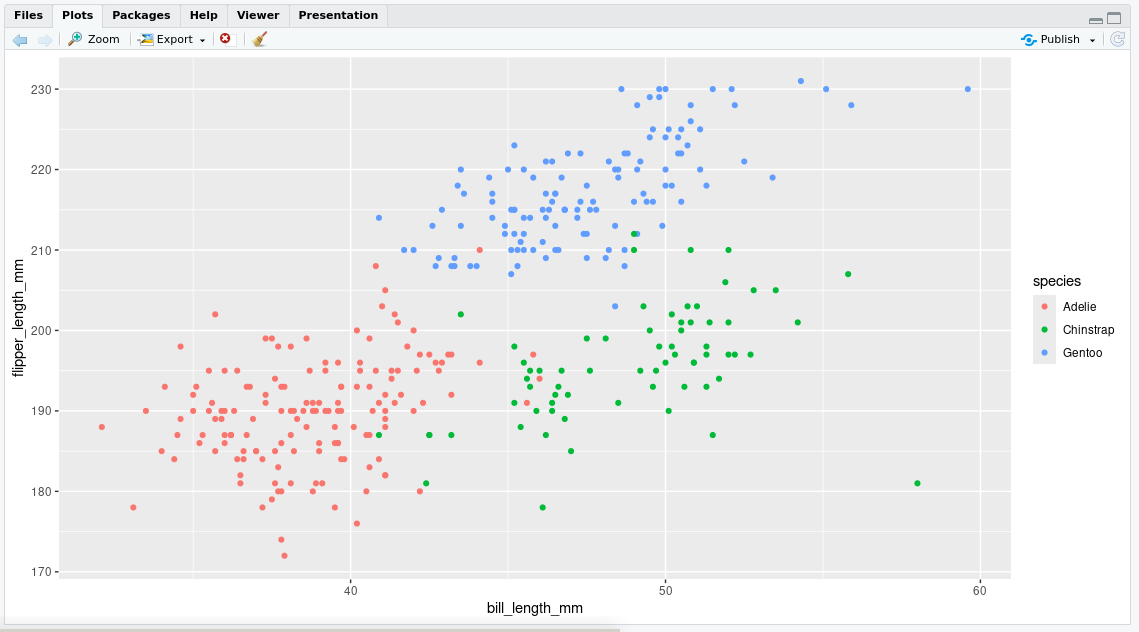 Files Plots Packages Help Viewer Presentation
Zoom Export Publish
230
220
210
200
190
180
170
flipper_length_mm
40 50 60
bill_length_mm
species
Adelie
Chinstrap
Gentoo